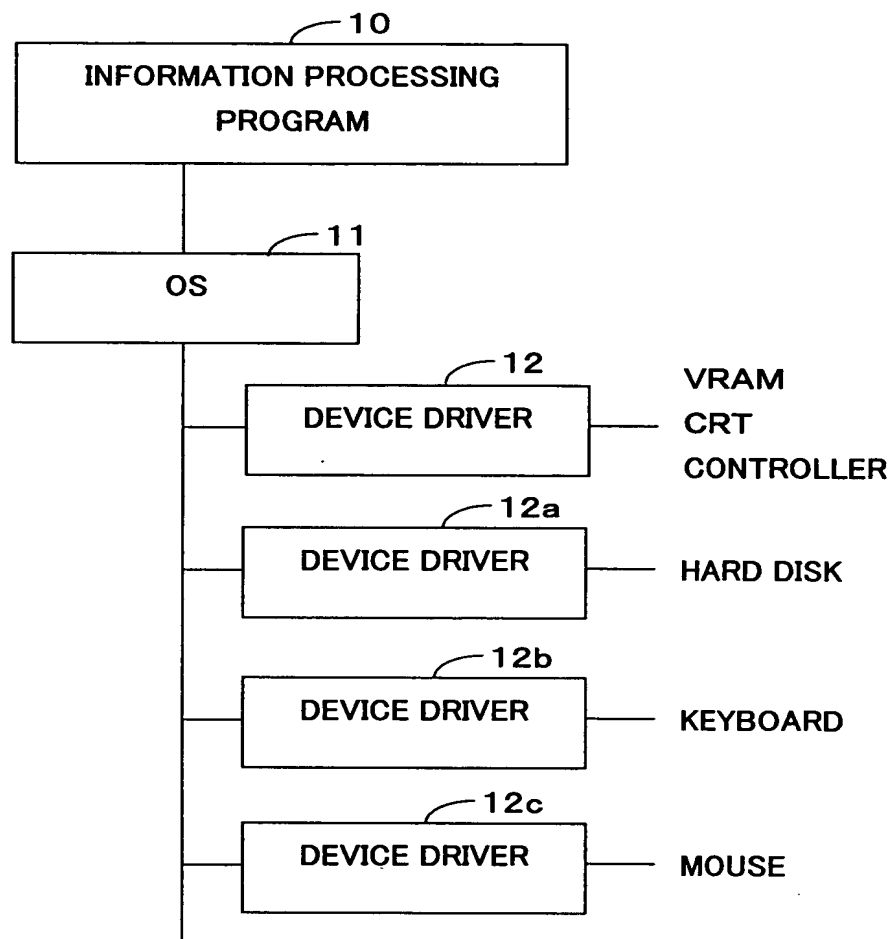 10
INFORMATION PROCESSING
PROGRAM
11
OS
12
DEVICE DRIVER
VRAM
CRT
CONTROLLER
12a
DEVICE DRIVER
HARD DISK
12b
DEVICE DRIVER
KEYBOARD
12c
DEVICE DRIVER
MOUSE